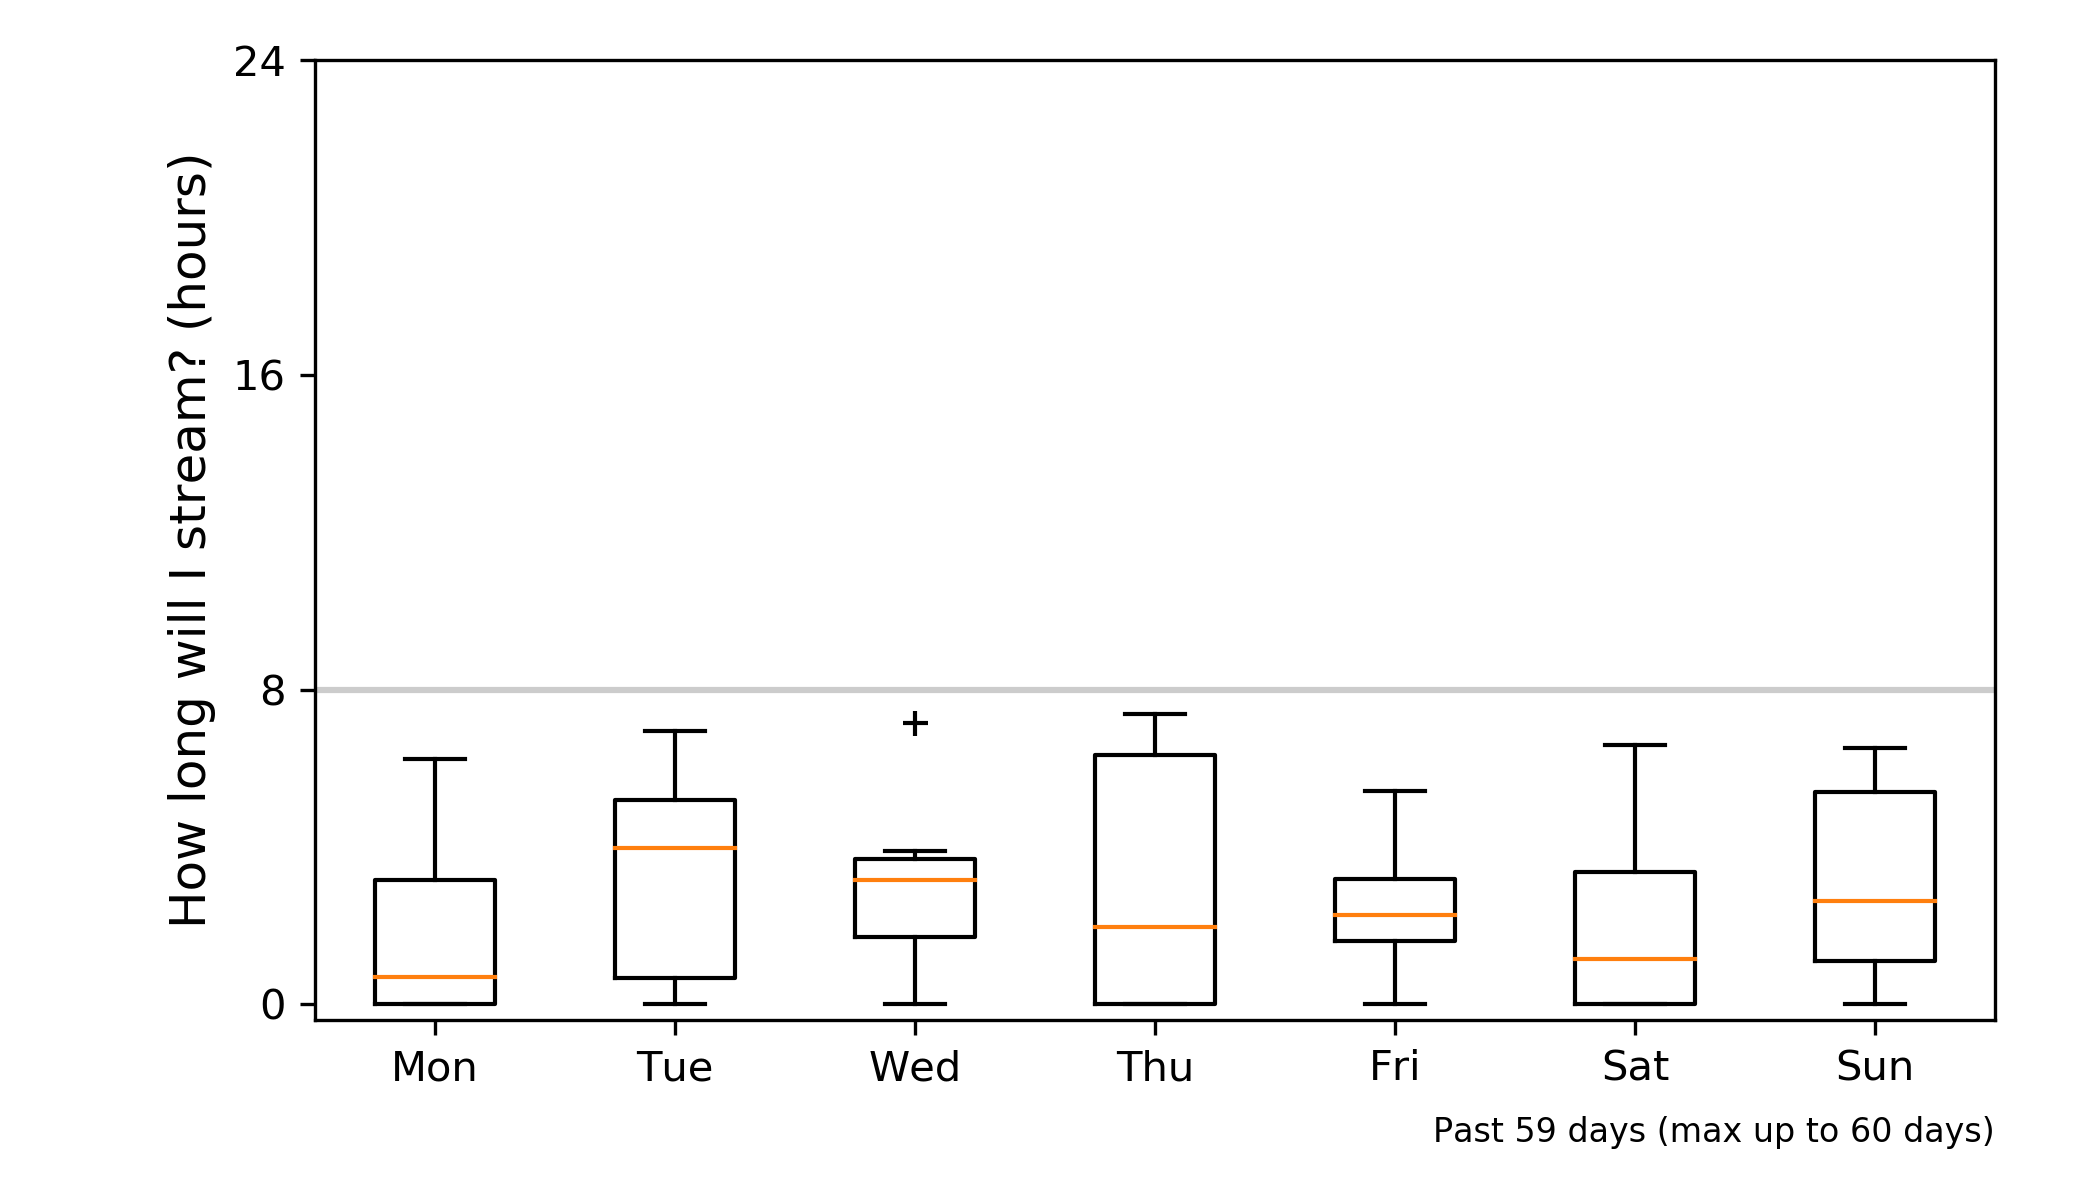 How long will I stream? (hours)
24
16
8
0
Mon Tue Wed Thu Fri Sat Sun
Past 59 days (max up to 60 days)